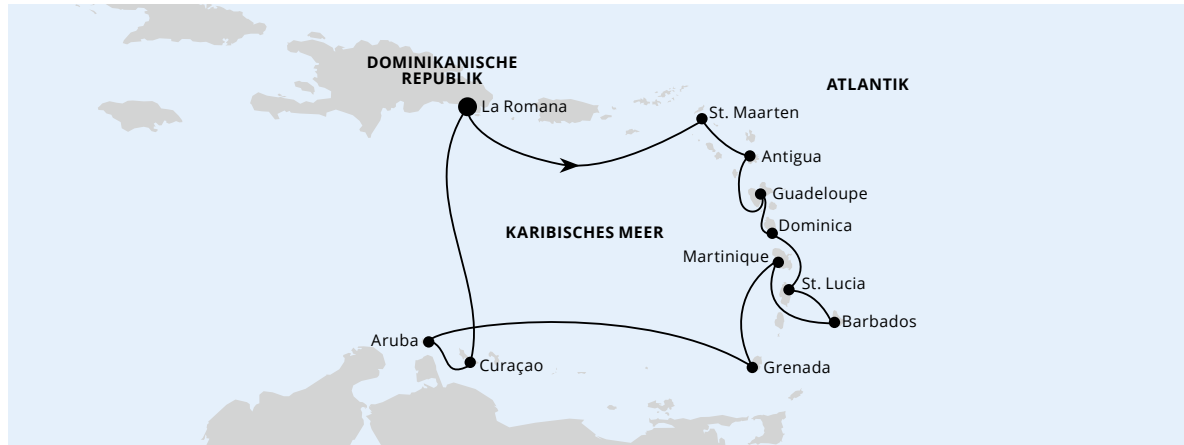 DOMINIKANISCHE
REPUBLIK
ATLANTIK
La Romana
St. Maarten
Antigua
Guadeloupe
Dominica
KARIBISCHES MEER
Martinique
St. Lucia
Barbados
Aruba
Curaçao
Grenada